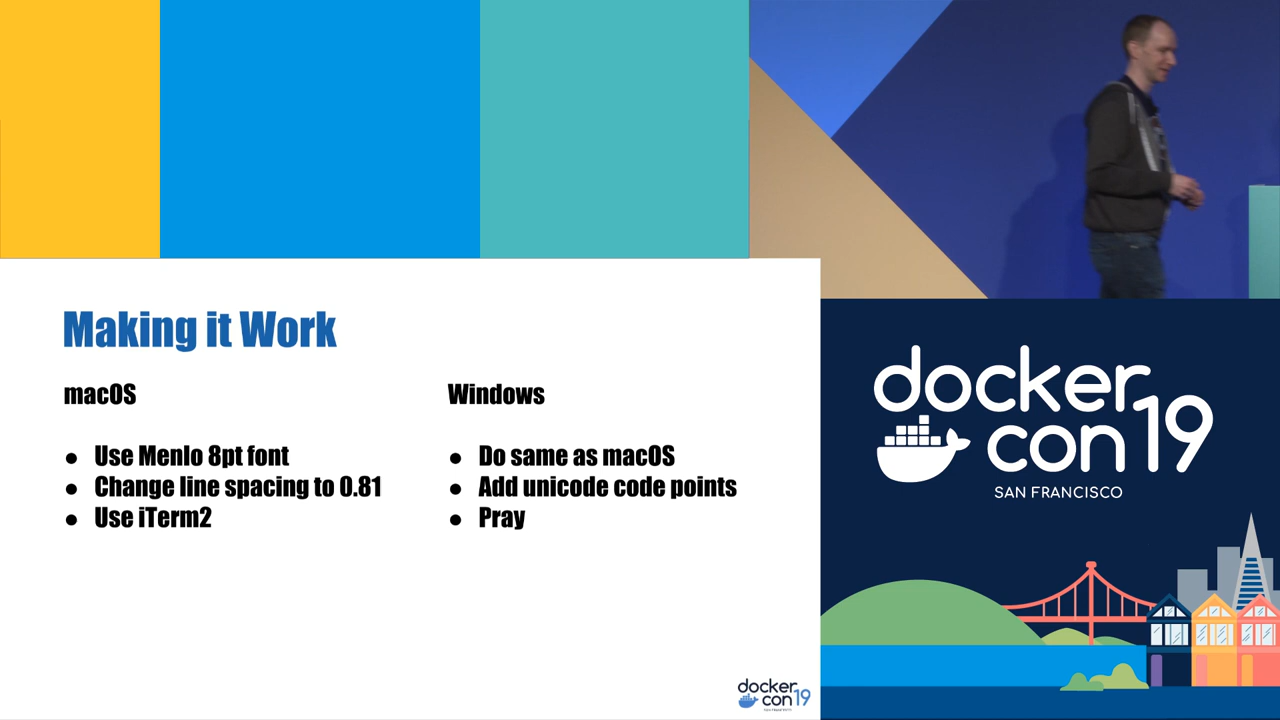 Making it Work
macOS
● Use Menlo 8pt font
● Change line spacing to 0.81
● Use iTerm2
Windows
● Do same as macOS
● Add unicode code points
● Pray
docker
con 19
SAN FRANCISCO
docker
con 19